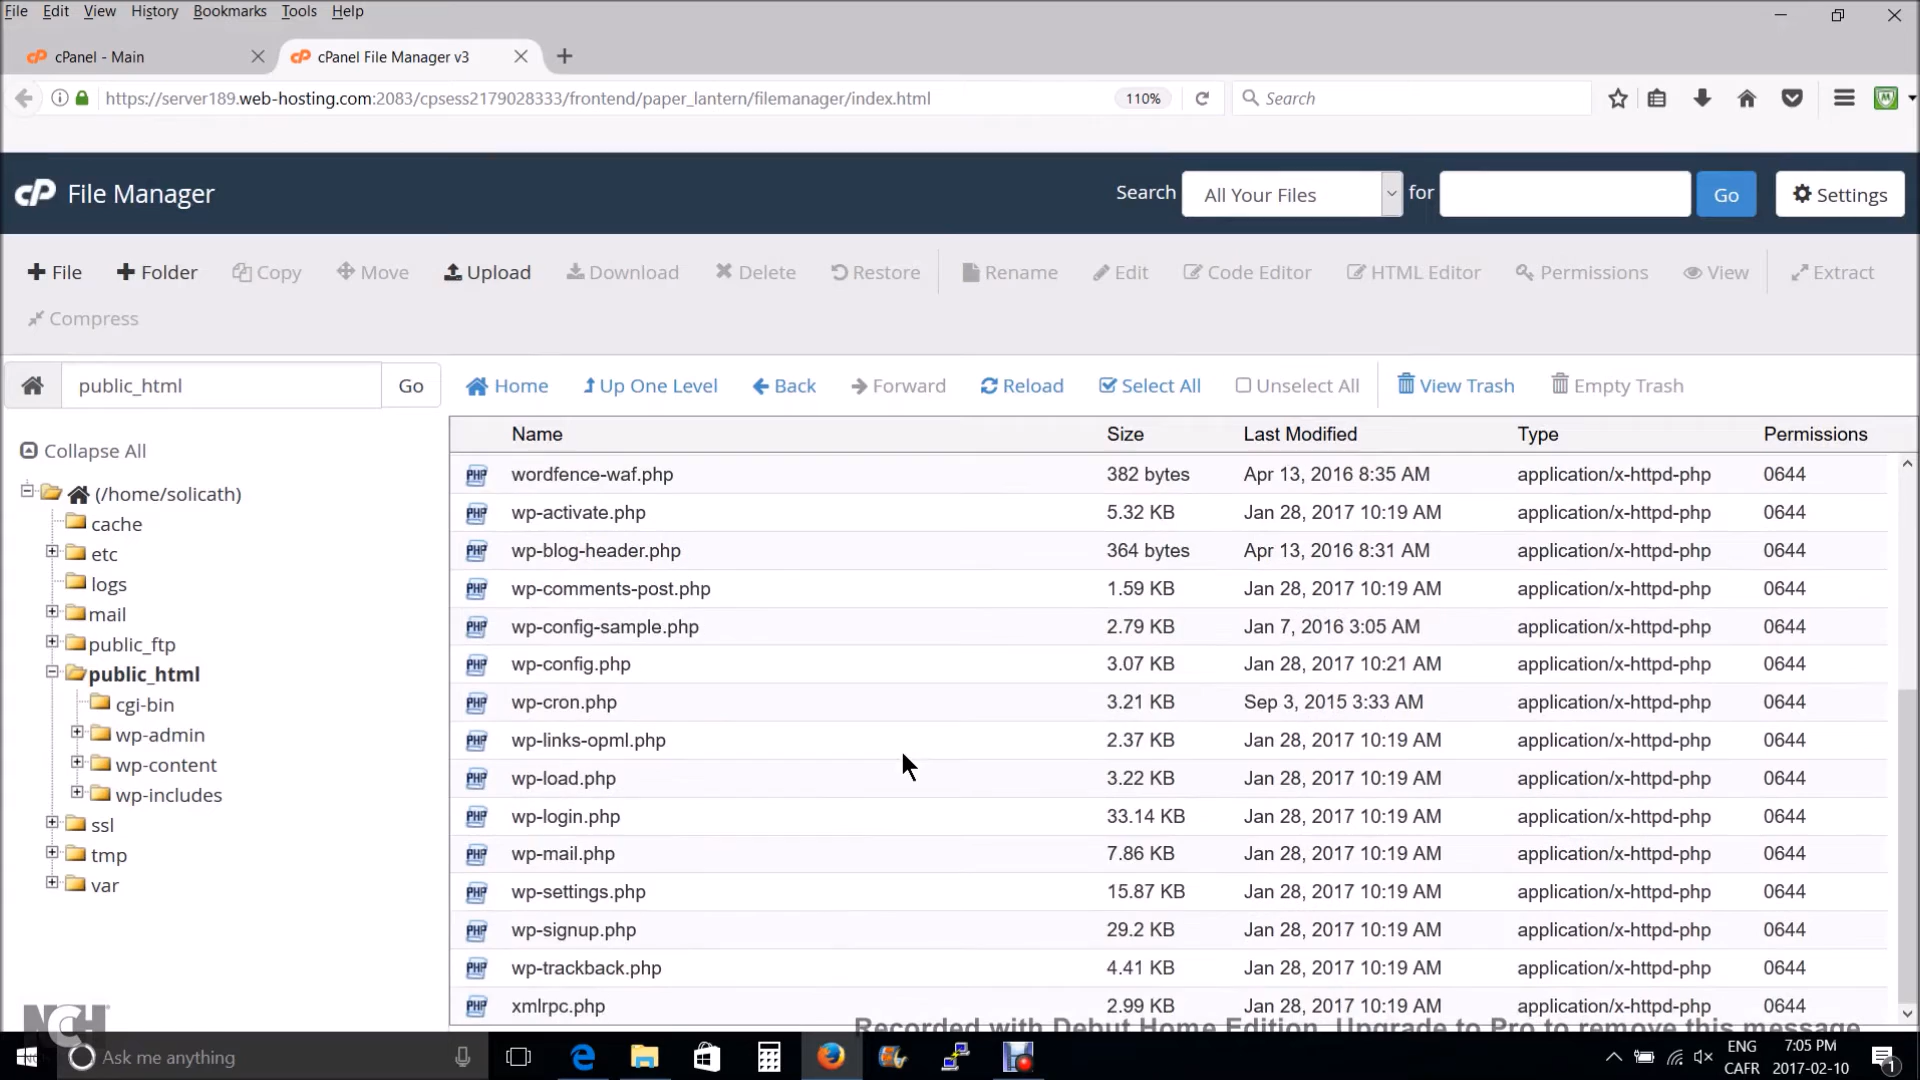 File Edit View History Bookmarks Tools Help
cPanel - Main
cPanel File Manager v3
https://server189.web-hosting.com:2083/cpsess2179028333/frontend/paper_lantern/filemanager/index.html 110% Search
cP File Manager Search All Your Files for Go Settings
File Folder Copy Move Upload Download Delete Restore Rename Edit Code Editor HTML Editor Permissions View Extract
Compress
public_html Go Home Up One Level Back Forward Reload Select All Unselect All View Trash Empty Trash
Collapse All
(/home/solicath)
cache
etc
logs
mail
public_ftp
public_html
cgi-bin
wp-admin
wp-content
wp-includes
ssl
tmp
var
Name Size Last Modified Type Permissions
PHP wordfence-waf.php 382 bytes Apr 13, 2016 8:35 AM application/x-httpd-php 0644
PHP wp-activate.php 5.32 KB Jan 28, 2017 10:19 AM application/x-httpd-php 0644
PHP wp-blog-header.php 364 bytes Apr 13, 2016 8:31 AM application/x-httpd-php 0644
PHP wp-comments-post.php 1.59 KB Jan 28, 2017 10:19 AM application/x-httpd-php 0644
PHP wp-config-sample.php 2.79 KB Jan 7, 2016 3:05 AM application/x-httpd-php 0644
PHP wp-config.php 3.07 KB Jan 28, 2017 10:21 AM application/x-httpd-php 0644
PHP wp-cron.php 3.21 KB Sep 3, 2015 3:33 AM application/x-httpd-php 0644
PHP wp-links-opml.php 2.37 KB Jan 28, 2017 10:19 AM application/x-httpd-php 0644
PHP wp-load.php 3.22 KB Jan 28, 2017 10:19 AM application/x-httpd-php 0644
PHP wp-login.php 33.14 KB Jan 28, 2017 10:19 AM application/x-httpd-php 0644
PHP wp-mail.php 7.86 KB Jan 28, 2017 10:19 AM application/x-httpd-php 0644
PHP wp-settings.php 15.87 KB Jan 28, 2017 10:19 AM application/x-httpd-php 0644
PHP wp-signup.php 29.2 KB Jan 28, 2017 10:19 AM application/x-httpd-php 0644
PHP wp-trackback.php 4.41 KB Jan 28, 2017 10:19 AM application/x-httpd-php 0644
PHP xmlrpc.php 2.99 KB Jan 28, 2017 10:19 AM application/x-httpd-php 0644
NCH
Recorded with Debut Home Edition. Upgrade to Pro to remove this message
Ask me anything
ENG 7:05 PM
CAFR 2017-02-10 1